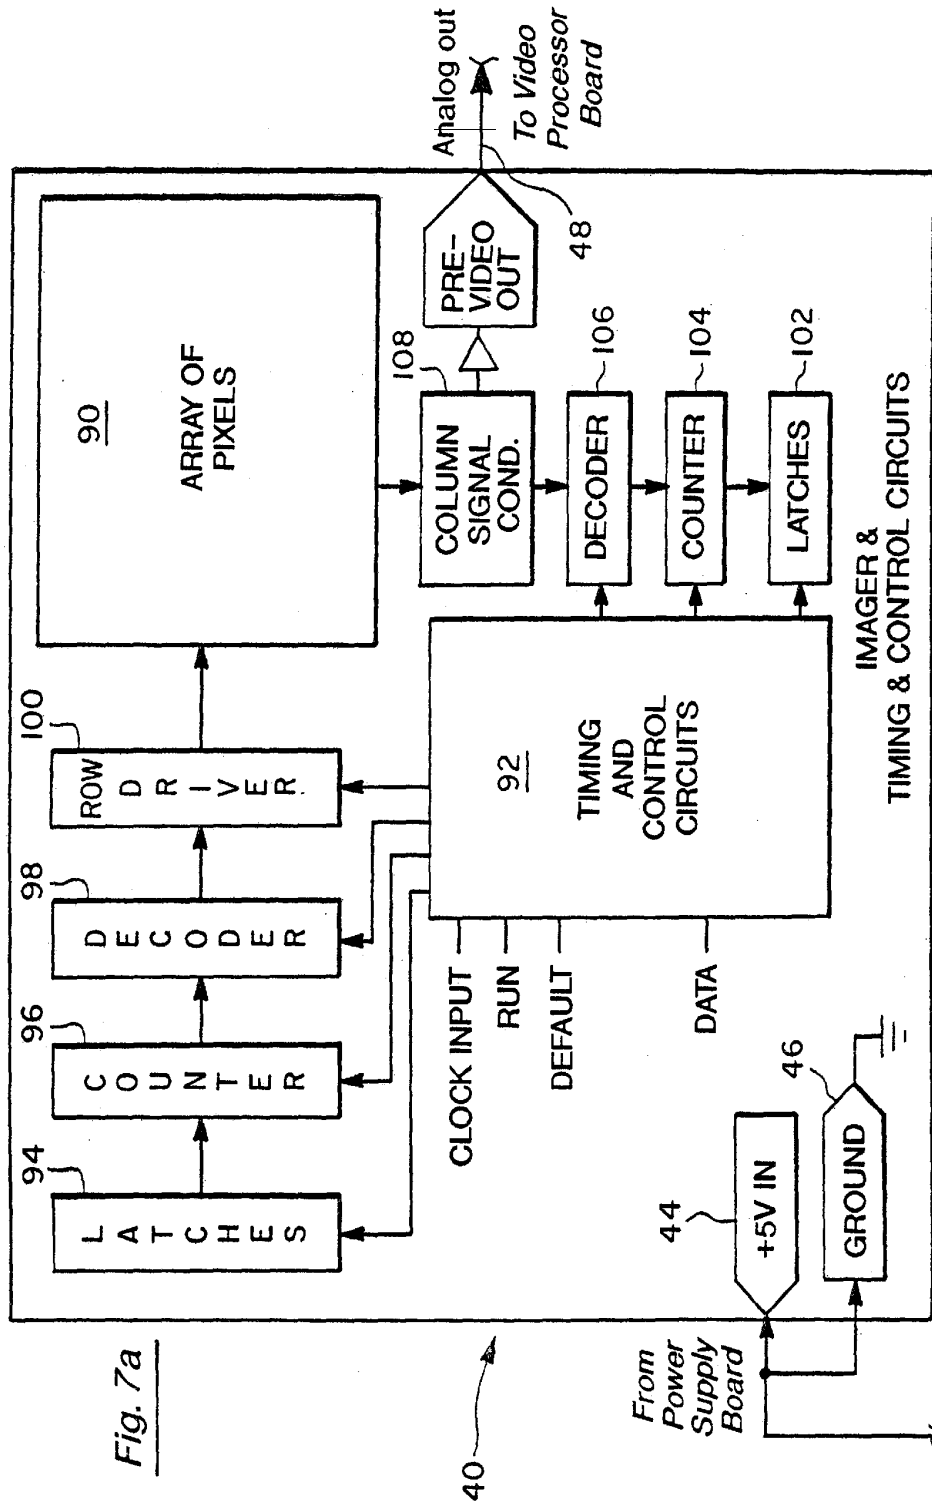 Fig. 7a
40
94
LATCHES
96
COUNTER
98
DECODER
100
ROW
DRIVER
90
ARRAY OF
PIXELS
92
TIMING
AND
CONTROL
CIRCUITS
CLOCK INPUT
RUN
DEFAULT
DATA
108
COLUMN
SIGNAL
COND.
PRE-
VIDEO
OUT
48
Analog out
To Video
Processor
Board
DECODER
106
COUNTER
104
LATCHES
102
From
Power
Supply
Board
44
+5V IN
46
GROUND
IMAGER &
TIMING & CONTROL CIRCUITS